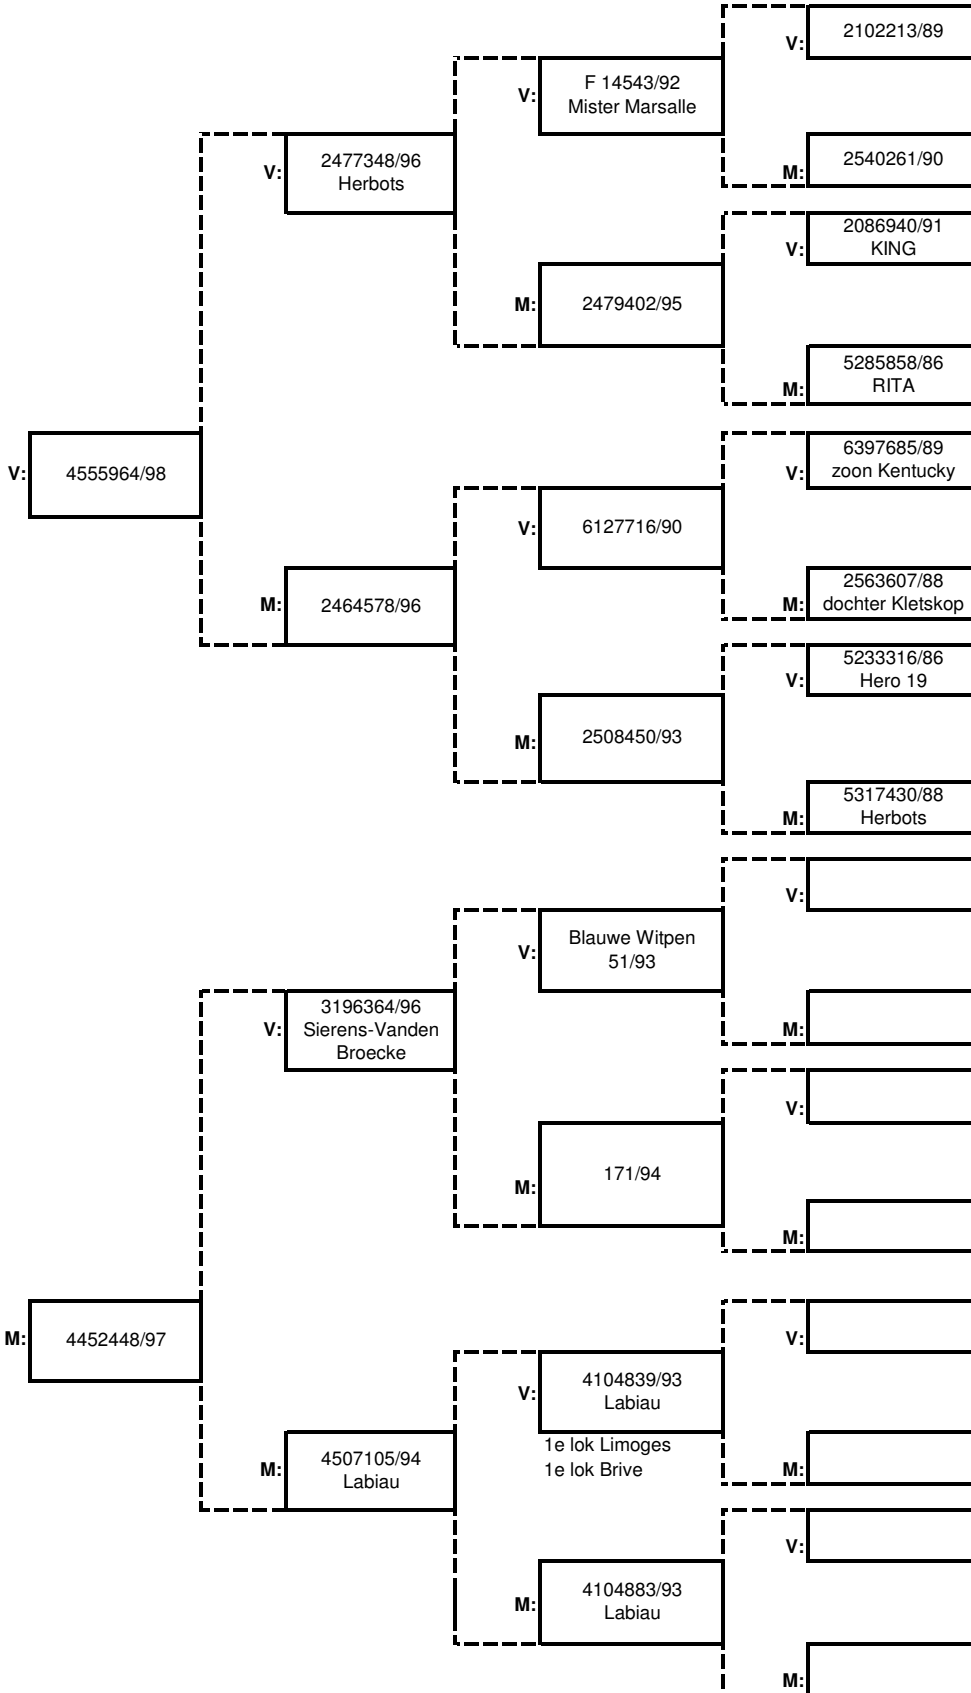 V:
2102213/89
V:
F 14543/92
Mister Marsalle
M:
2540261/90
V:
2477348/96
Herbots
V:
2086940/91
KING
M:
2479402/95
M:
5285858/86
RITA
V:
4555964/98
V:
6397685/89
zoon Kentucky
V:
6127716/90
M:
2464578/96
M:
2563607/88
dochter Kletskop
V:
5233316/86
Hero 19
M:
2508450/93
M:
5317430/88
Herbots
V:
V:
Blauwe Witpen
51/93
V:
3196364/96
Sierens-Vanden
Broecke
M:
V:
M:
171/94
M:
M:
4452448/97
V:
V:
4104839/93
Labiau
1e lok Limoges
1e lok Brive
M:
4507105/94
Labiau
M:
V:
M:
4104883/93
Labiau
M: